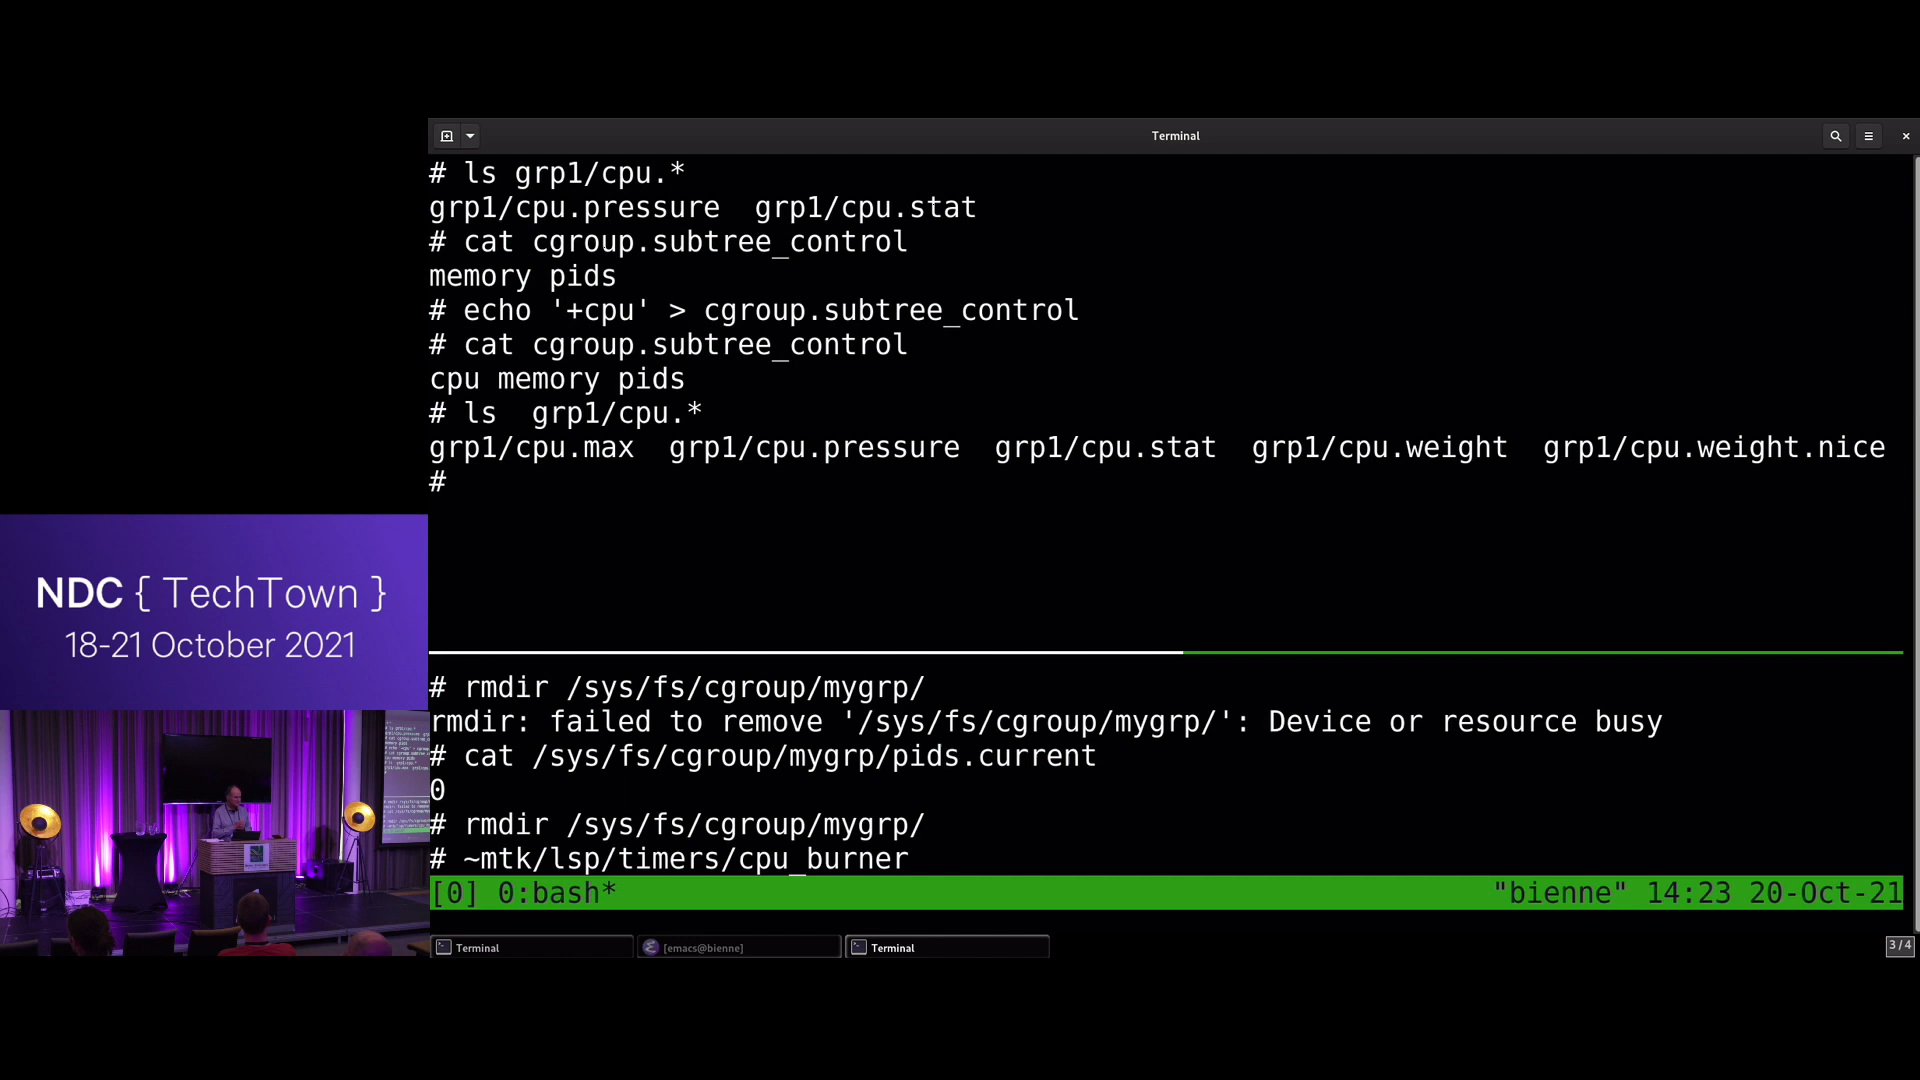 Terminal
# ls grp1/cpu.*
grp1/cpu.pressure  grp1/cpu.stat
# cat cgroup.subtree_control
memory pids
# echo '+cpu' > cgroup.subtree_control
# cat cgroup.subtree_control
cpu memory pids
# ls  grp1/cpu.*
grp1/cpu.max  grp1/cpu.pressure  grp1/cpu.stat  grp1/cpu.weight  grp1/cpu.weight.nice
#
NDC { TechTown }
18-21 October 2021
# rmdir /sys/fs/cgroup/mygrp/
rmdir: failed to remove '/sys/fs/cgroup/mygrp/': Device or resource busy
# cat /sys/fs/cgroup/mygrp/pids.current
0
# rmdir /sys/fs/cgroup/mygrp/
# ~mtk/lsp/timers/cpu_burner
[0] 0:bash* "bienne" 14:23 20-Oct-21
Terminal [emacs@bienne] Terminal 3/4